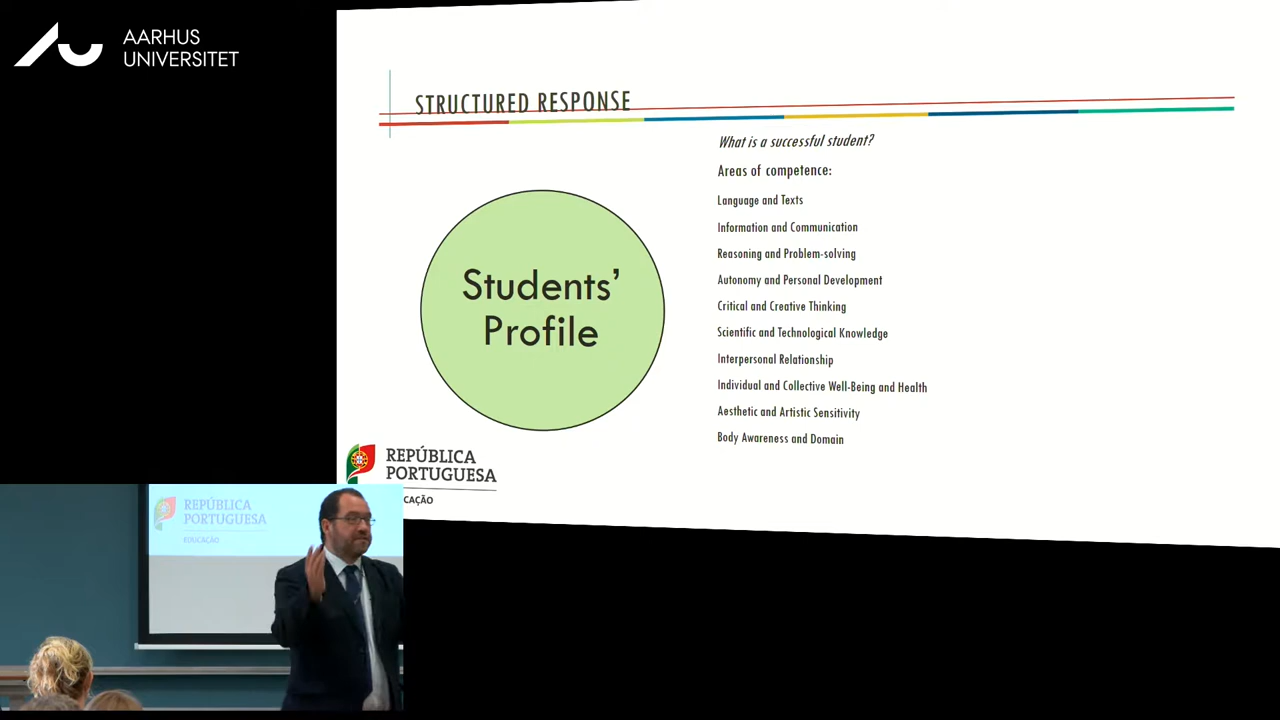 AARHUS
UNIVERSITET
STRUCTURED RESPONSE
What is a successful student?
Areas of competence:
Language and Texts
Information and Communication
Reasoning and Problem-solving
Autonomy and Personal Development
Critical and Creative Thinking
Scientific and Technological Knowledge
Interpersonal Relationship
Individual and Collective Well-Being and Health
Aesthetic and Artistic Sensitivity
Body Awareness and Domain
Students'
Profile
REPÚBLICA
PORTUGUESA
CAÇÃO
REPÚBLICA
PORTUGUESA
EDUCAÇÃO